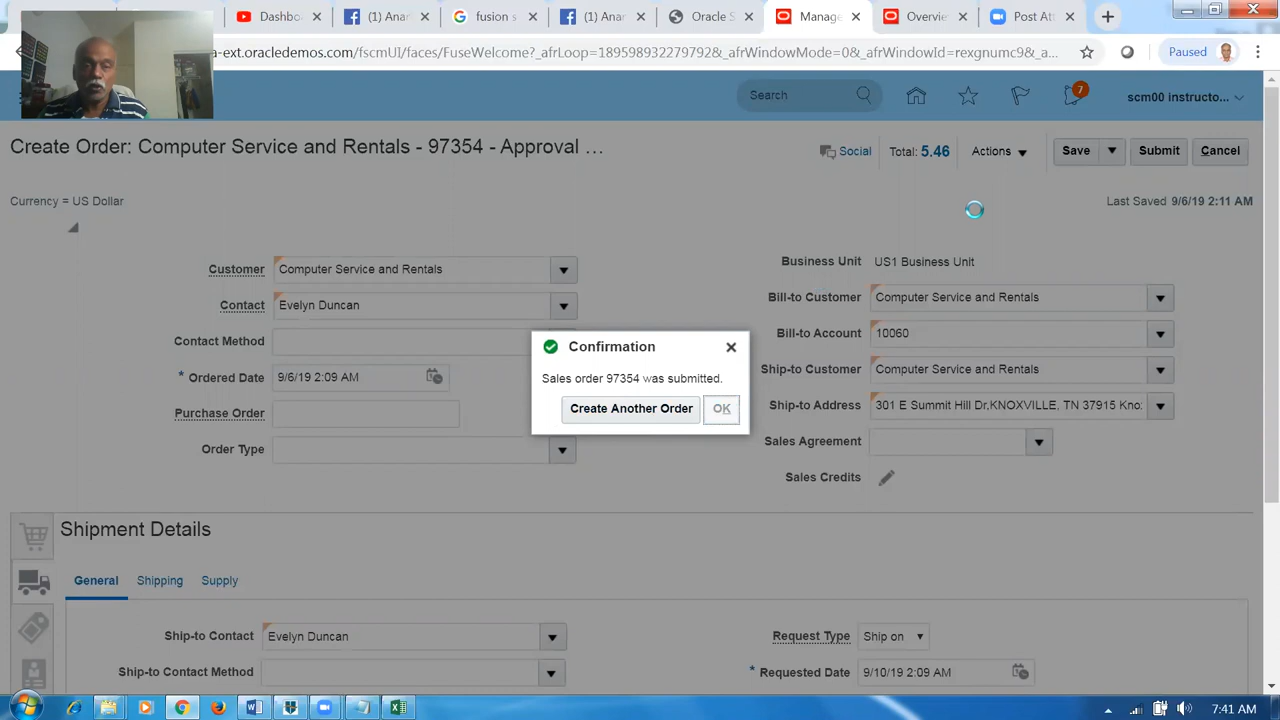 Dashbo
(1) Anan
fusion s
(1) Anan
Oracle S
Manage
Overvie
Post Att
a-ext.oracledemos.com/fscmUI/faces/FuseWelcome?_afrLoop=1895989322797928&_afrWindowMode=0&_afrWindowId=rexgnumc9&_a...
Paused
Search
7
scm00 instructo...
Create Order: Computer Service and Rentals - 97354 - Approval ...
Social
Total: 5.46
Actions
Save
Submit
Cancel
Currency = US Dollar
Last Saved 9/6/19 2:11 AM
Customer Computer Service and Rentals
Contact Evelyn Duncan
Contact Method
* Ordered Date 9/6/19 2:09 AM
Purchase Order
Order Type
Business Unit US1 Business Unit
Bill-to Customer Computer Service and Rentals
Bill-to Account 10060
Ship-to Customer Computer Service and Rentals
Ship-to Address 301 E Summit Hill Dr,KNOXVILLE, TN 37915 Kno
Sales Agreement
Sales Credits
Confirmation
Sales order 97354 was submitted.
Create Another Order
OK
Shipment Details
General Shipping Supply
Ship-to Contact Evelyn Duncan
Ship-to Contact Method
Request Type Ship on
* Requested Date 9/10/19 2:09 AM
7:41 AM